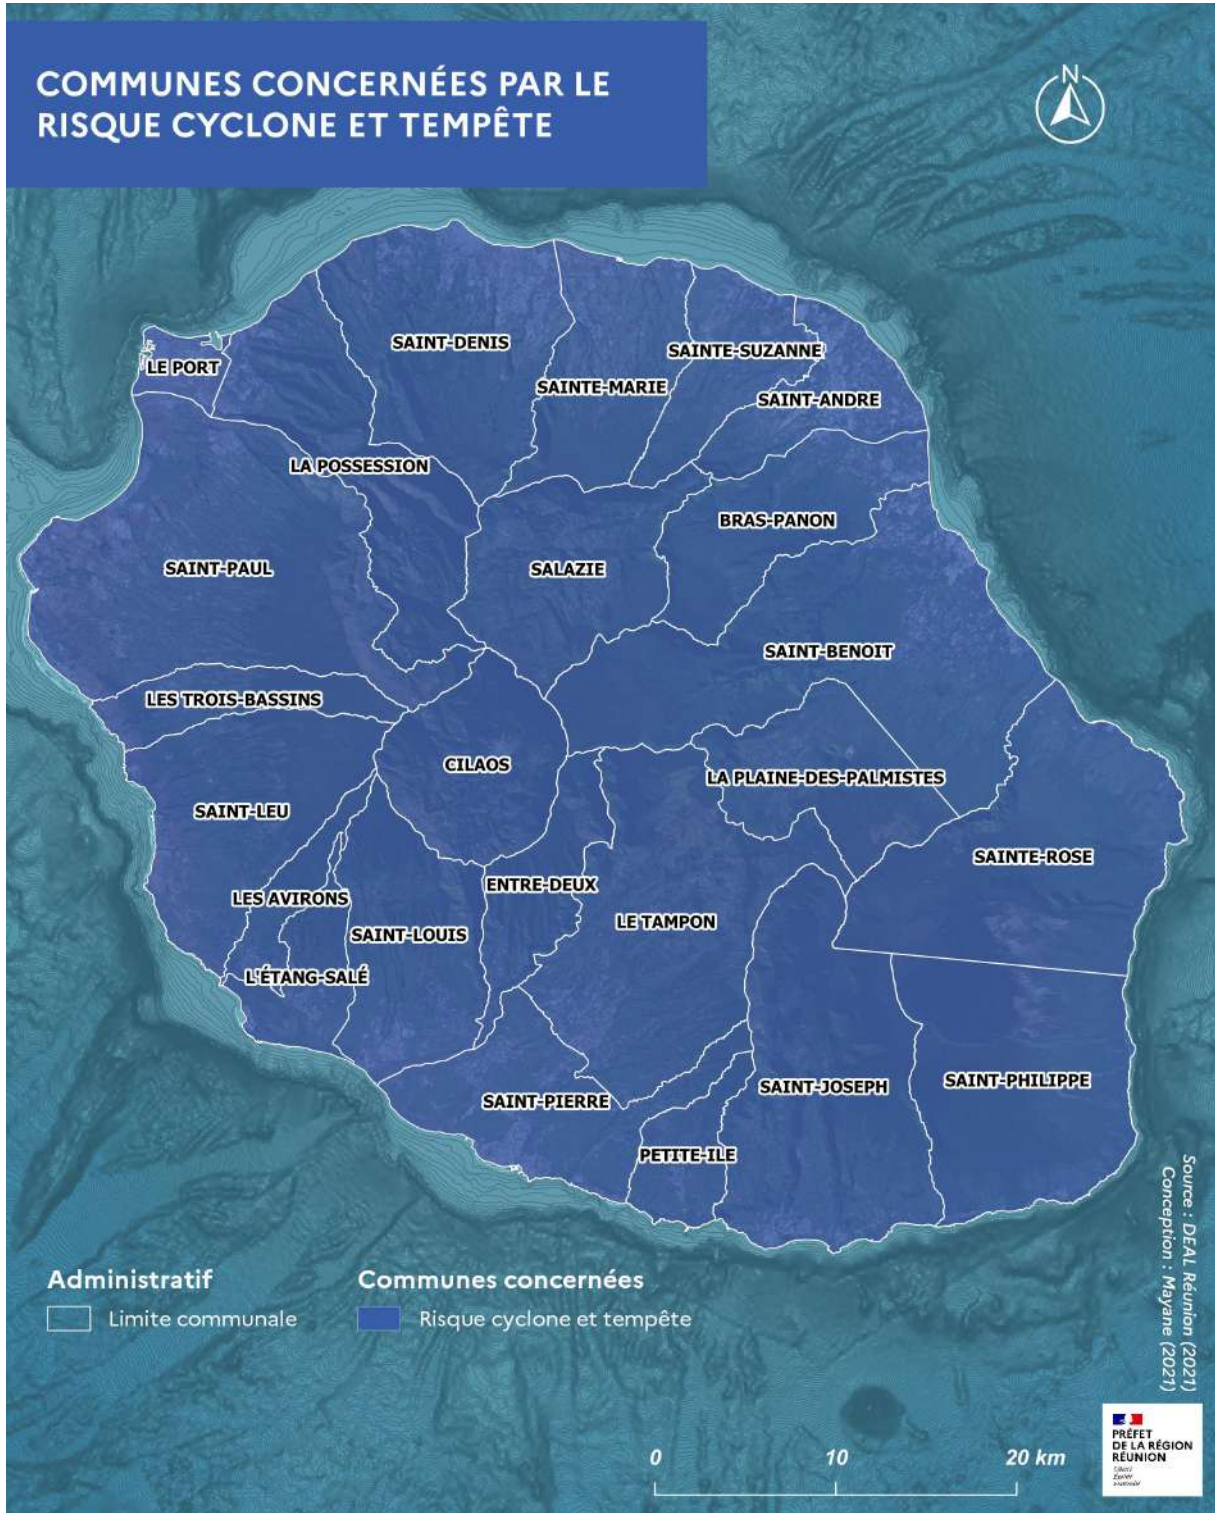 COMMUNES CONCERNÉES PAR LE
RISQUE CYCLONE ET TEMPÊTE
N
SAINT-DENIS
SAINTE-SUZANNE
LE PORT
SAINTE-MARIE
SAINT-ANDRE
LA POSSESSION
BRAS-PANON
SAINT-PAUL
SALAZIE
SAINT-BENOIT
LES TROIS-BASSINS
CILAOS
LA PLAINE-DES-PALMISTES
SAINT-LEU
SAINTE-ROSE
ENTRE-DEUX
LES AVIRONS
LE TAMPON
SAINT-LOUIS
L'ÉTANG-SALÉ
SAINT-PHILIPPE
SAINT-JOSEPH
SAINT-PIERRE
PETITE-ILE
Source : DEAL Réunion (2021)
Conception : Mayane (2021)
Administratif
Limite communale
Communes concernées
Risque cyclone et tempête
0 10 20 km
PRÉFET
DE LA RÉGION
RÉUNION